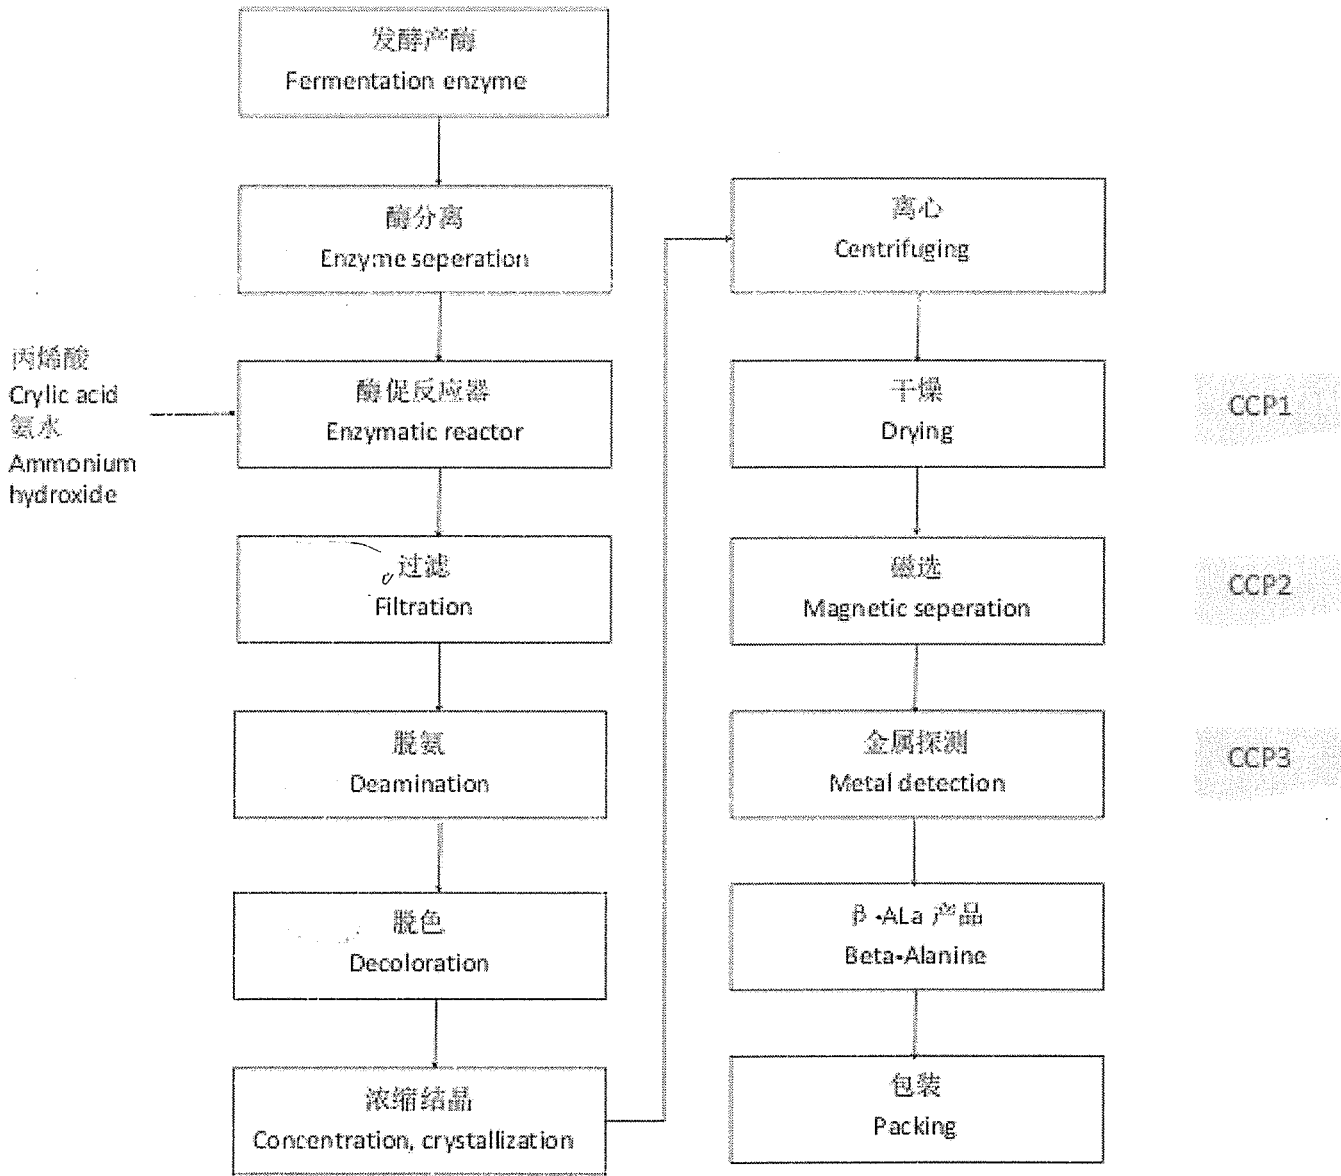 发酵产酶
Fermentation enzyme
酶分离
Enzyme seperation
丙烯酸
Crylic acid
氨水
Ammonium
hydroxide
酶促反应器
Enzymatic reactor
过滤
Filtration
脱氨
Deamination
脱色
Decoloration
浓缩结晶
Concentration, crystallization
离心
Centrifuging
干燥
Drying
CCP1
磁选
Magnetic seperation
CCP2
金属探测
Metal detection
CCP3
β-ALa 产品
Beta-Alanine
包装
Packing